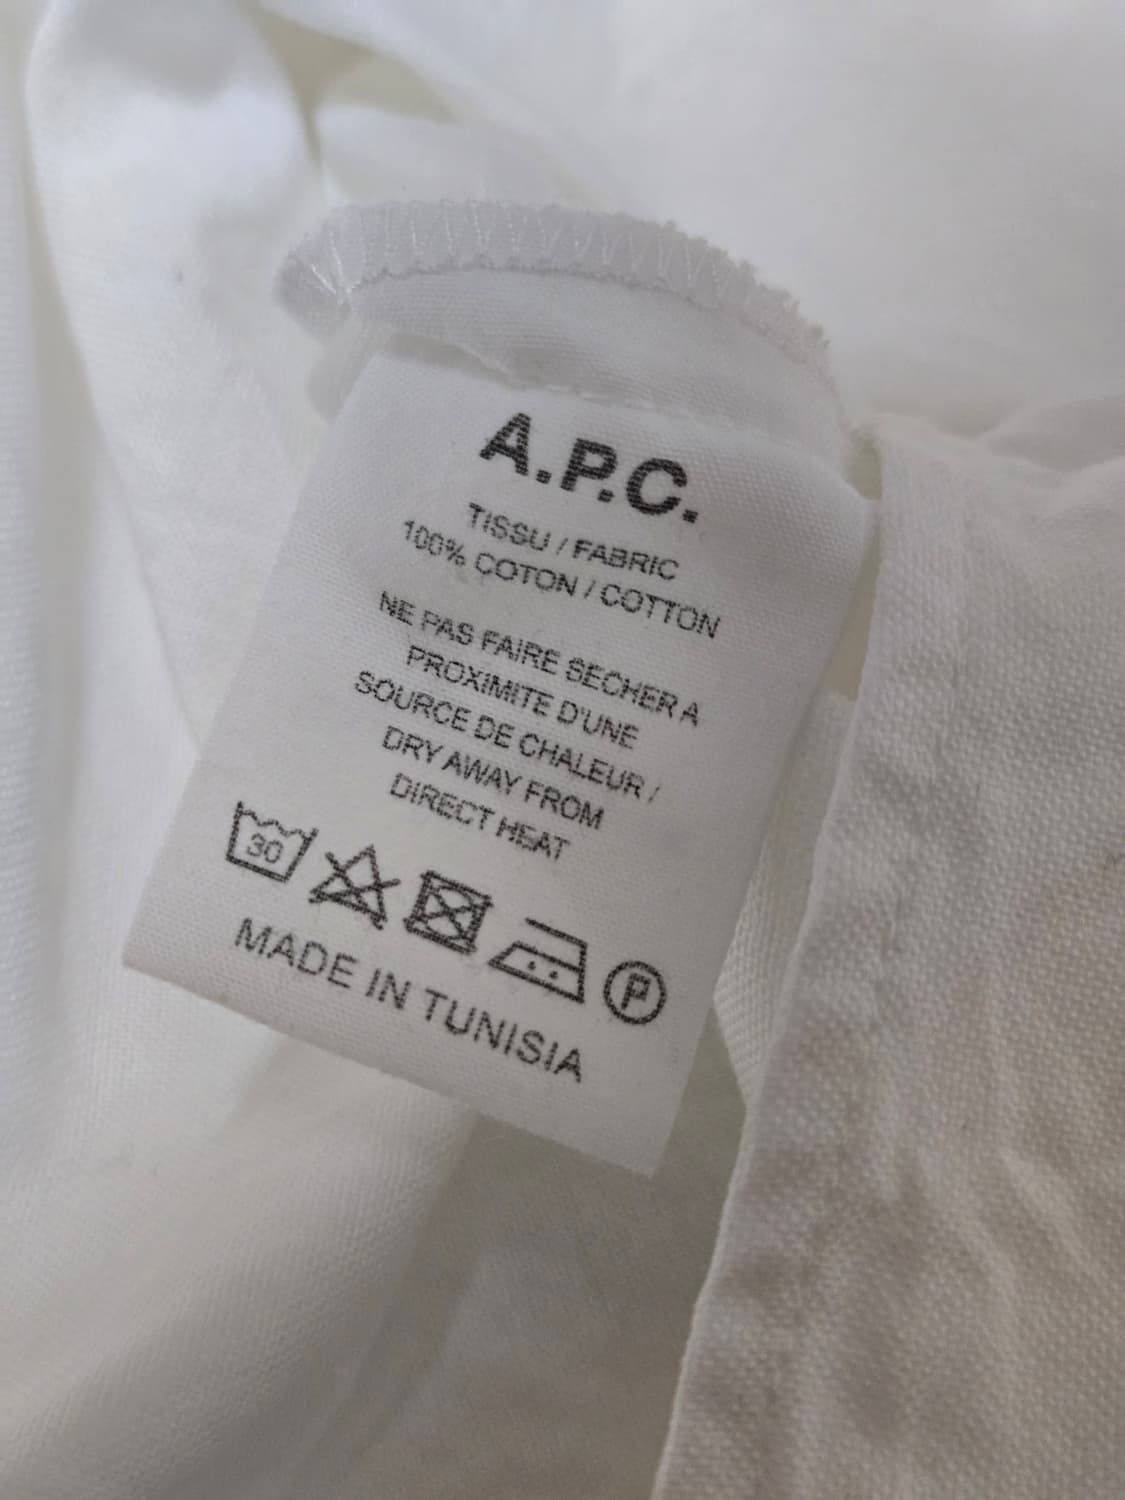 A.P.C.
TISSU / FABRIC
100% COTON / COTTON
NE PAS FAIRE SECHER A
PROXIMITE D'UNE
SOURCE DE CHALEUR /
DRY AWAY FROM
DIRECT HEAT
30 P
MADE IN TUNISIA